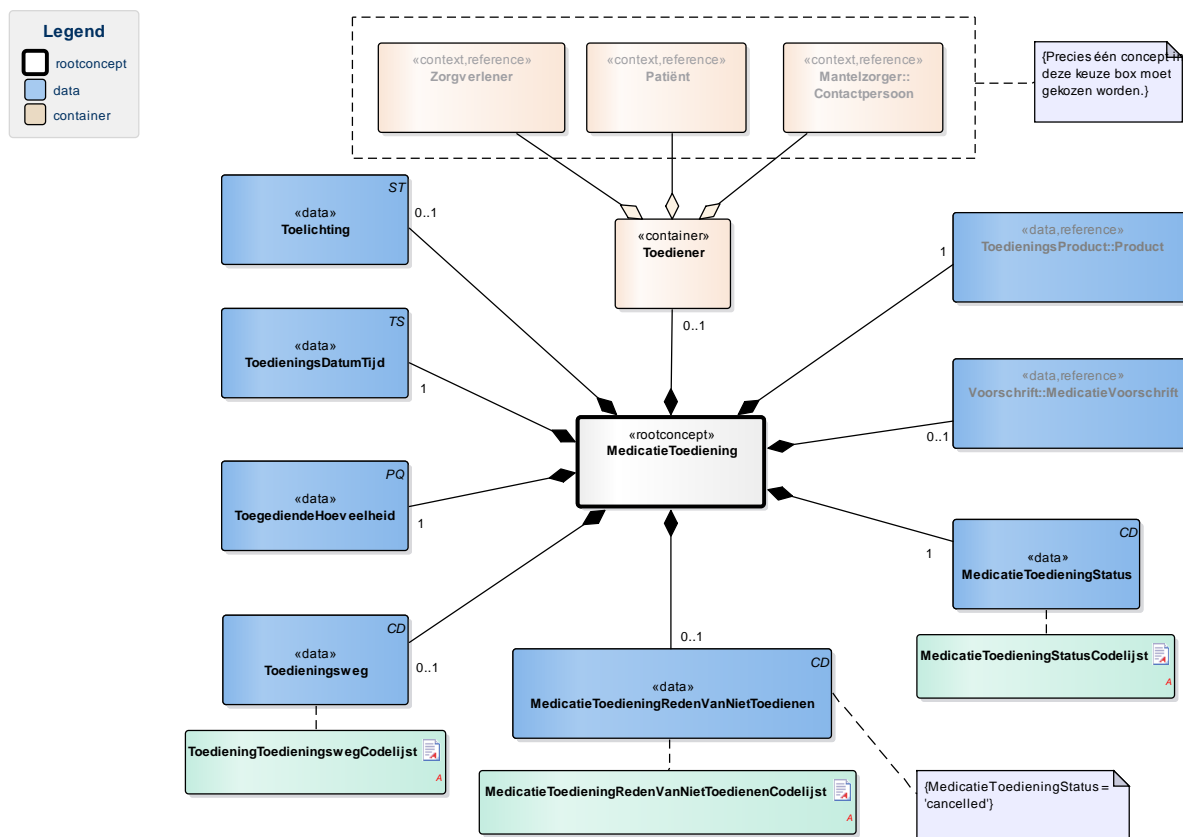 Legend
rootconcept
data
container
«context,reference»
Zorgverlener
«context,reference»
Patiënt
«context,reference»
Mantelzorger::
Contactpersoon
{Precies één concept in
deze keuze box moet
gekozen worden.}
ST
«data»
Toelichting
0..1
«container»
Toediener
0..1
«data,reference»
ToedieningsProduct::Product
1
TS
«data»
ToedieningsDatumTijd
1
«data,reference»
Voorschrift::MedicatieVoorschrift
0..1
«rootconcept»
MedicatieToediening
PQ
«data»
ToegediendeHoeveelheid
1
CD
«data»
MedicatieToedieningStatus
1
MedicatieToedieningStatusCodelijst
A
CD
«data»
Toedieningsweg
0..1
ToedieningToedieningswegCodelijst
A
0..1
CD
«data»
MedicatieToedieningRedenVanNietToedienen
MedicatieToedieningRedenVanNietToedienenCodelijst
A
{MedicatieToedieningStatus =
'cancelled'}